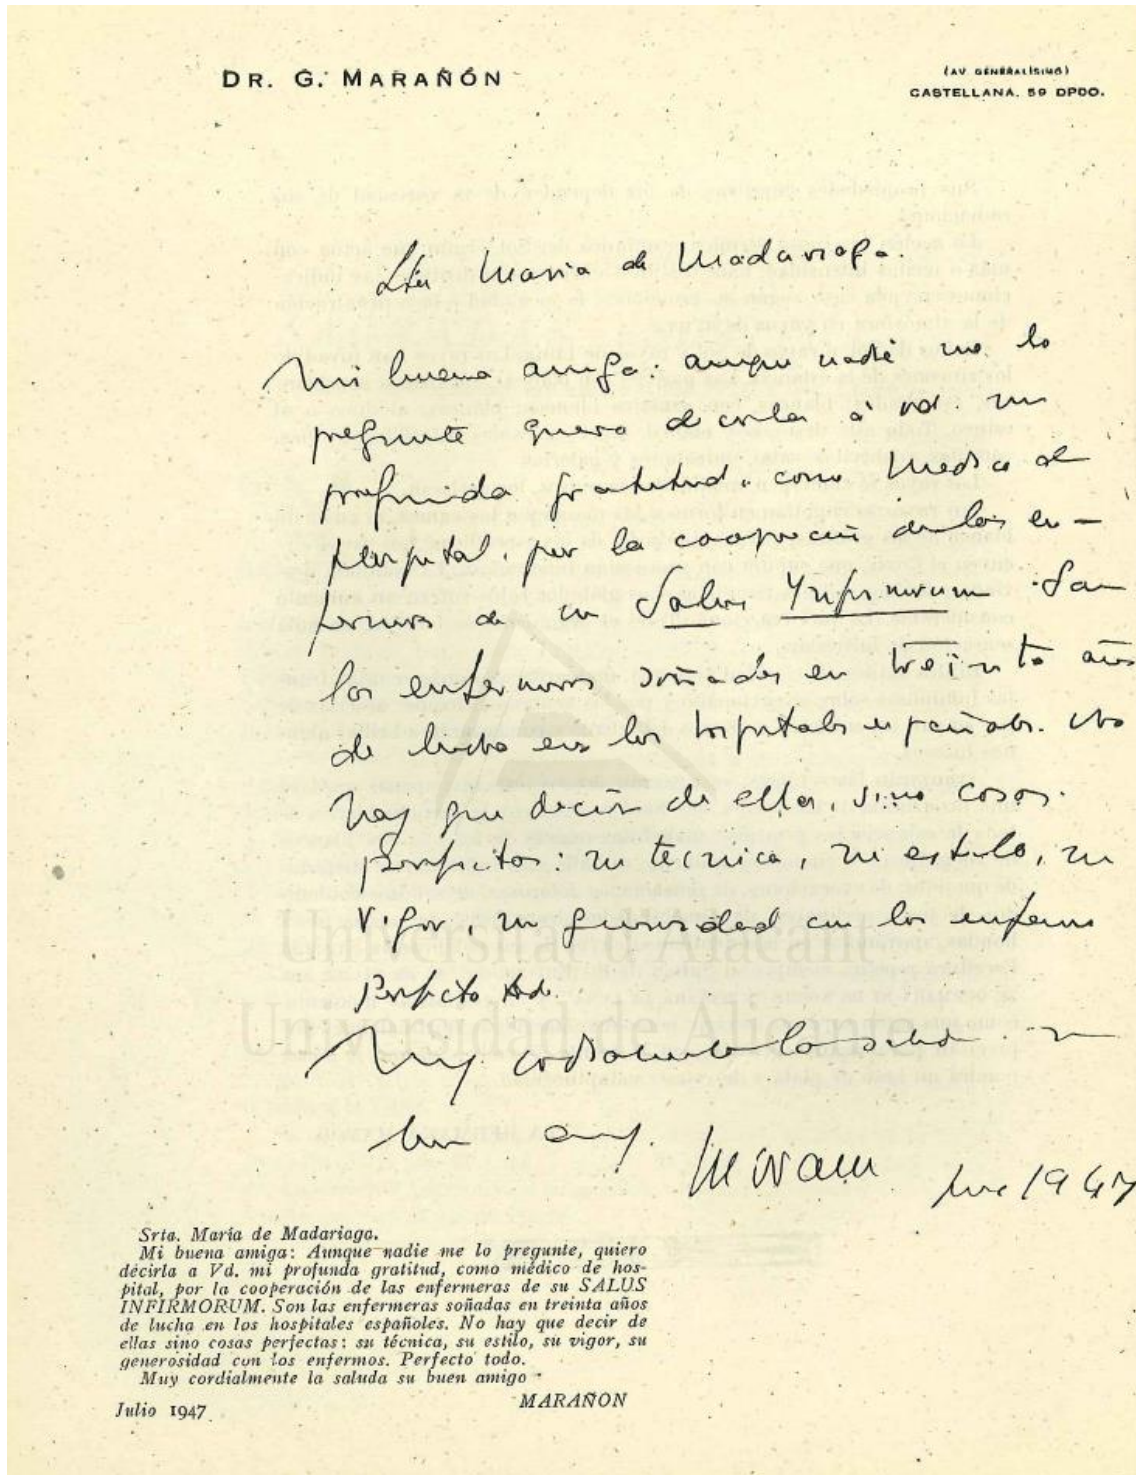 DR. G. MARAÑÓN
(AV. GENERALÍSIMO)
CASTELLANA, 59 DPDO.
Srta María de Madariaga.
Mi buena amiga: aunque nadie me lo
pregunte quiero decirla á Vd. mi
profunda gratitud, como médico de
Hospital, por la cooperación de las en-
fermeras de su Salus Infirmorum. Son
las enfermeras soñadas en treinta años
de lucha en los hospitales españoles. No
hay que decir de ellas, sino cosas
perfectas: su técnica, su estilo, su
vigor, su generosidad con los enfermos
Perfecto todo.
Muy cordialmente la saluda su
buen amigo
Marañón 1947
Universitat d'Alacant
Universidad de Alicante
Srta. María de Madariaga.
Mi buena amiga: Aunque nadie me lo pregunte, quiero
decirla a Vd. mi profunda gratitud, como médico de hos-
pital, por la cooperación de las enfermeras de su SALUS
INFIRMORUM. Son las enfermeras soñadas en treinta años
de lucha en los hospitales españoles. No hay que decir de
ellas sino cosas perfectas: su técnica, su estilo, su vigor, su
generosidad con los enfermos. Perfecto todo.
Muy cordialmente la saluda su buen amigo
MARAÑON
Julio 1947